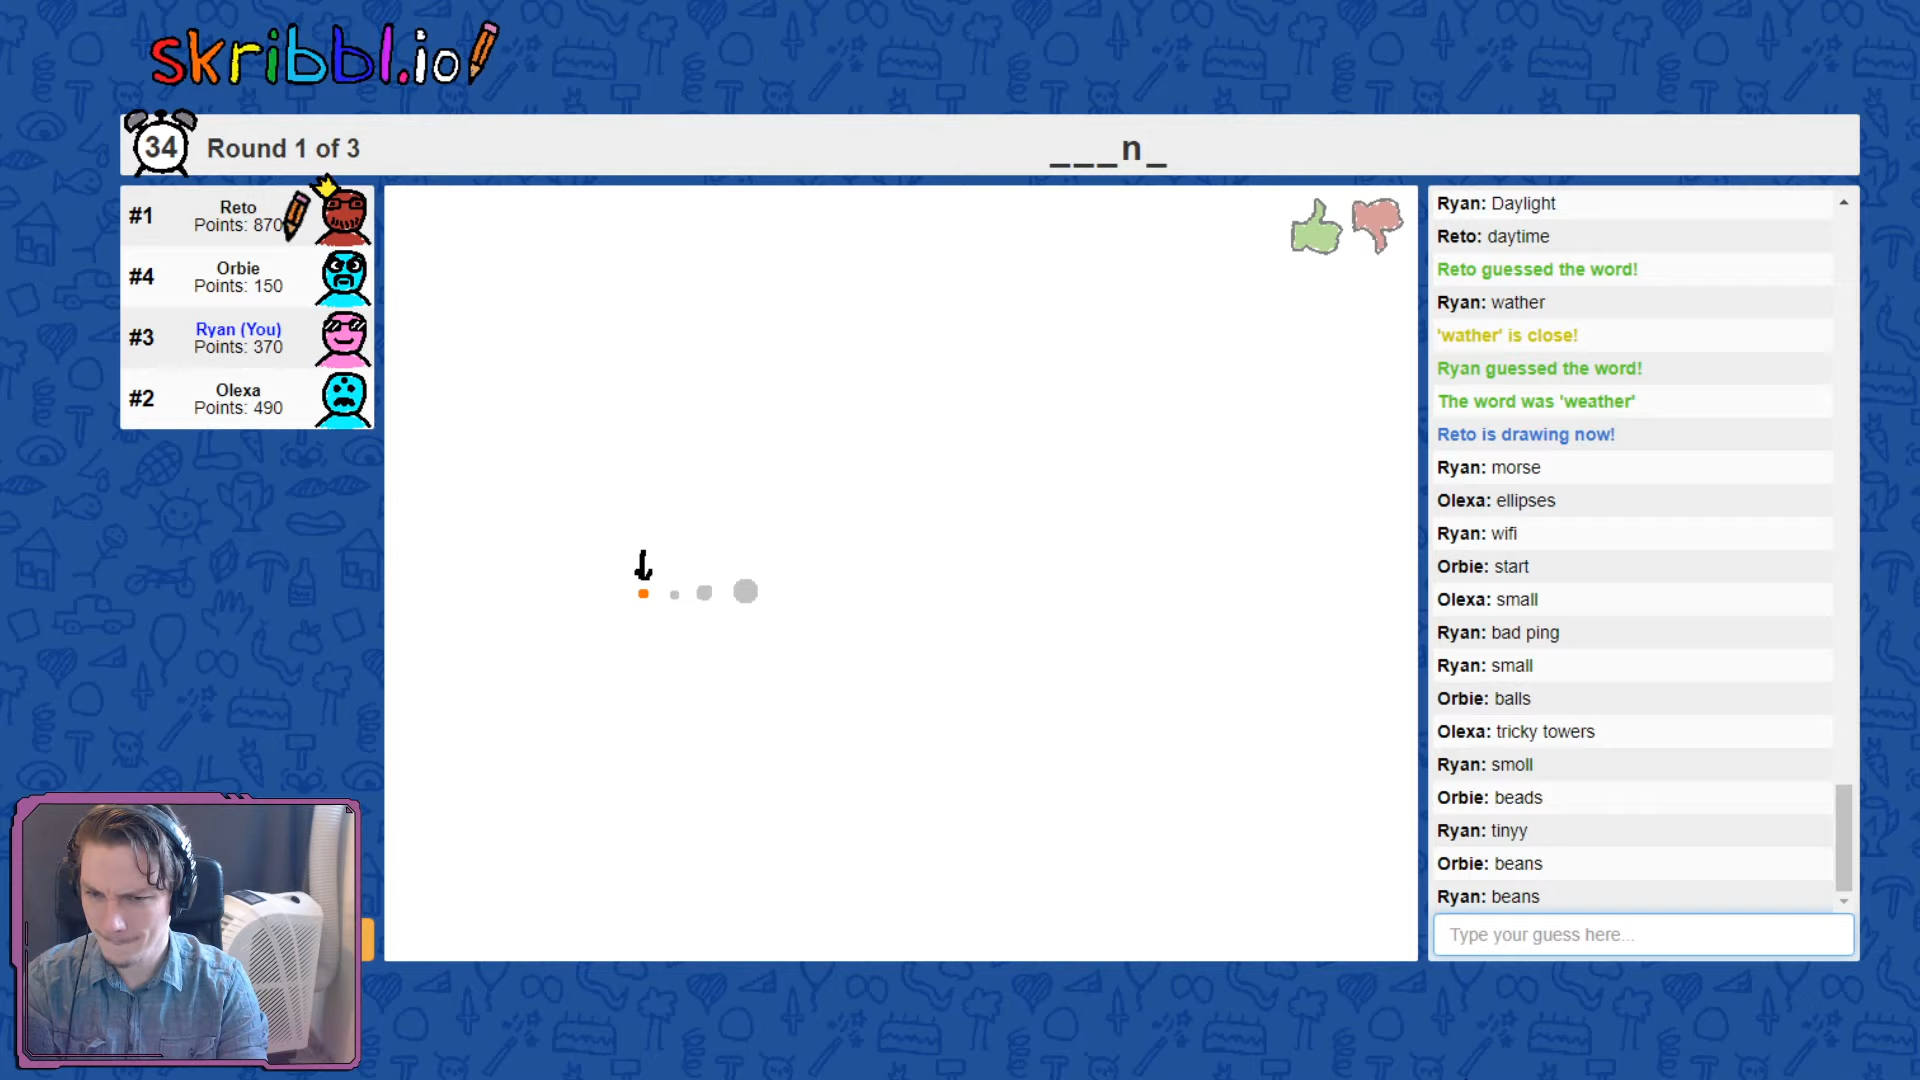 skribbl.io
34
Round 1 of 3
___n_
#1
Reto
Points: 870
#4
Orbie
Points: 150
#3
Ryan (You)
Points: 370
#2
Olexa
Points: 490
Ryan: Daylight
Reto: daytime
Reto guessed the word!
Ryan: wather
'wather' is close!
Ryan guessed the word!
The word was 'weather'
Reto is drawing now!
Ryan: morse
Olexa: ellipses
Ryan: wifi
Orbie: start
Olexa: small
Ryan: bad ping
Ryan: small
Orbie: balls
Olexa: tricky towers
Ryan: smoll
Orbie: beads
Ryan: tinyy
Orbie: beans
Ryan: beans
Type your guess here...